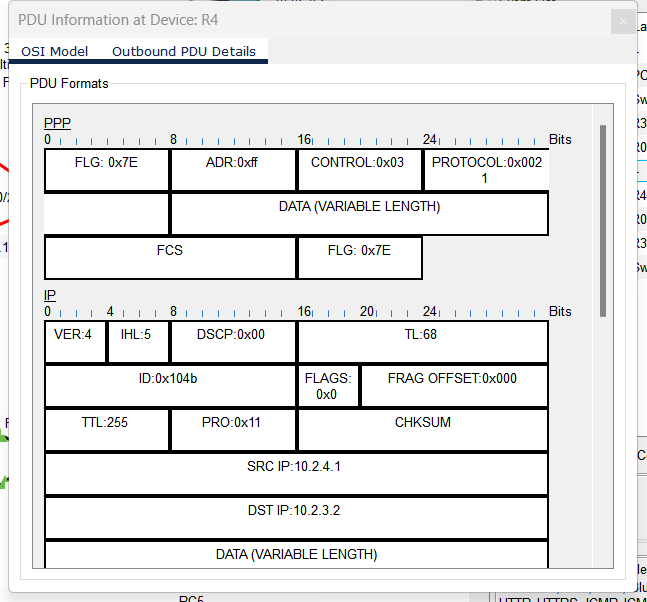 PDU Information at Device: R4
OSI Model Outbound PDU Details
PDU Formats
PPP
0 8 16 24 Bits
FLG: 0x7E ADR:0xff CONTROL:0x03 PROTOCOL:0x002
1
DATA (VARIABLE LENGTH)
FCS FLG: 0x7E
IP
0 4 8 16 20 24 Bits
VER:4 IHL:5 DSCP:0x00 TL:68
ID:0x104b FLAGS: FRAG OFFSET:0x000
0x0
TTL:255 PRO:0x11 CHKSUM
SRC IP:10.2.4.1
DST IP:10.2.3.2
DATA (VARIABLE LENGTH)